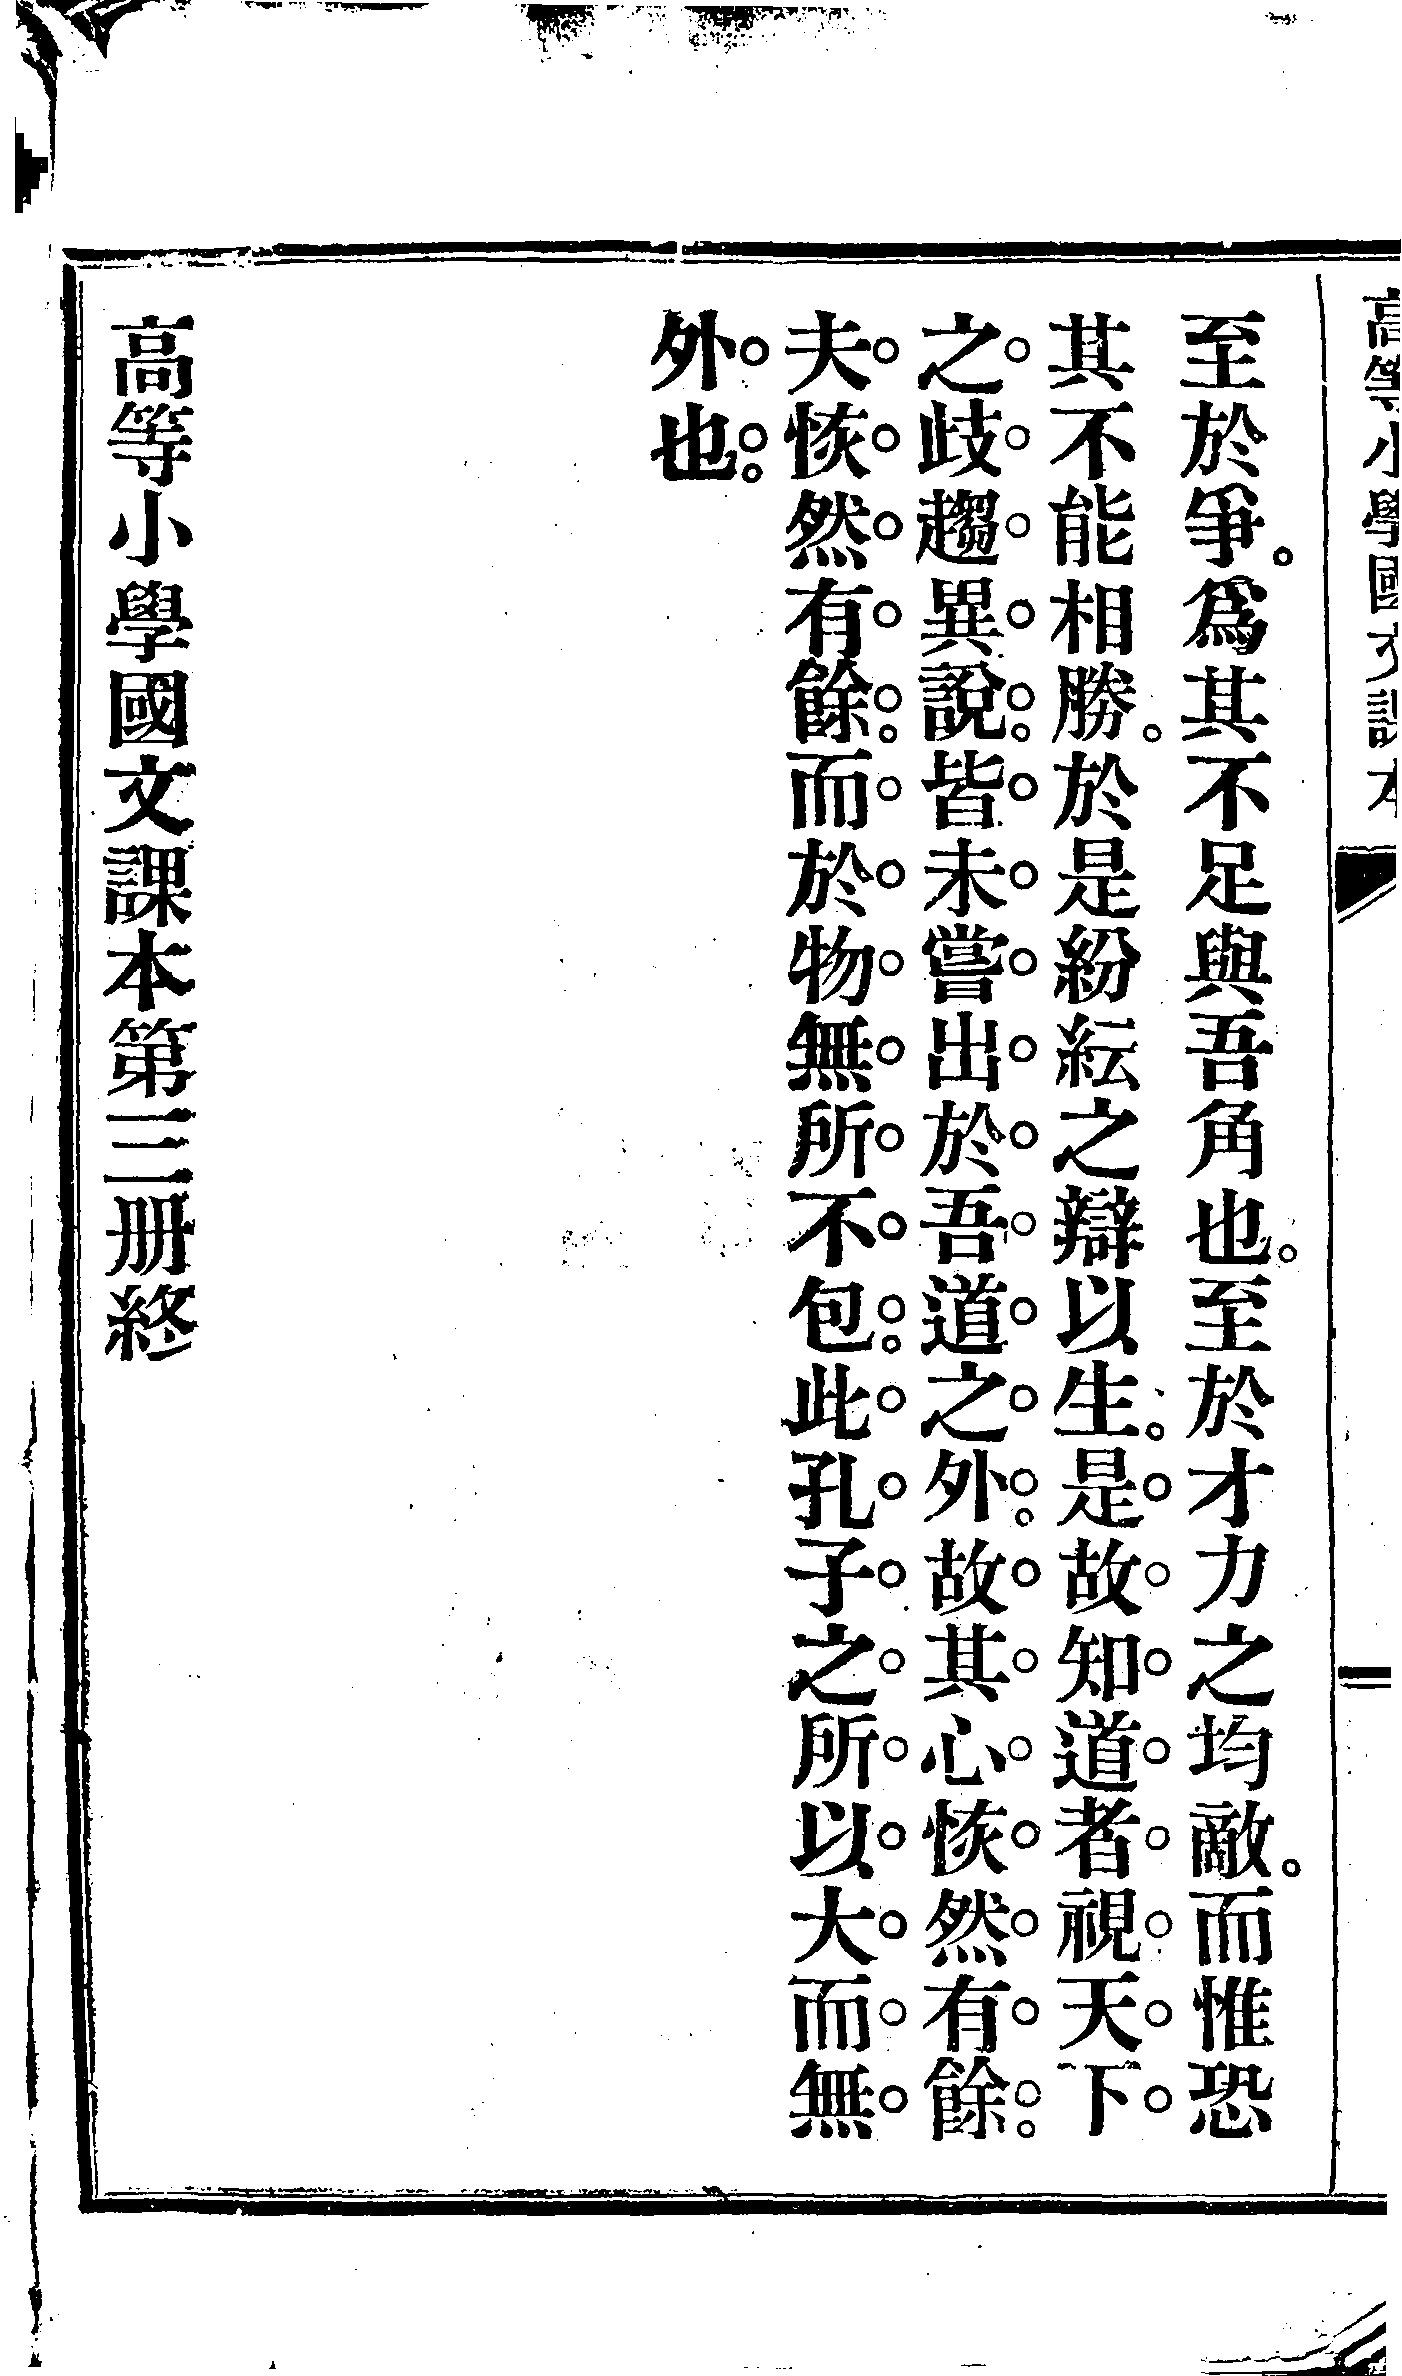 高等小學國文課本
至於爭。爲其不足與吾角也。至於才力之均敵。而惟恐
其不能相勝。於是紛紜之辯以生。是故知道者視天下
之歧趨異說。皆未嘗出於吾道之外。故其心恢然有餘。
夫恢然有餘。而於物無所不包。此孔子之所以大而無
外也。
高等小學國文課本第三册終